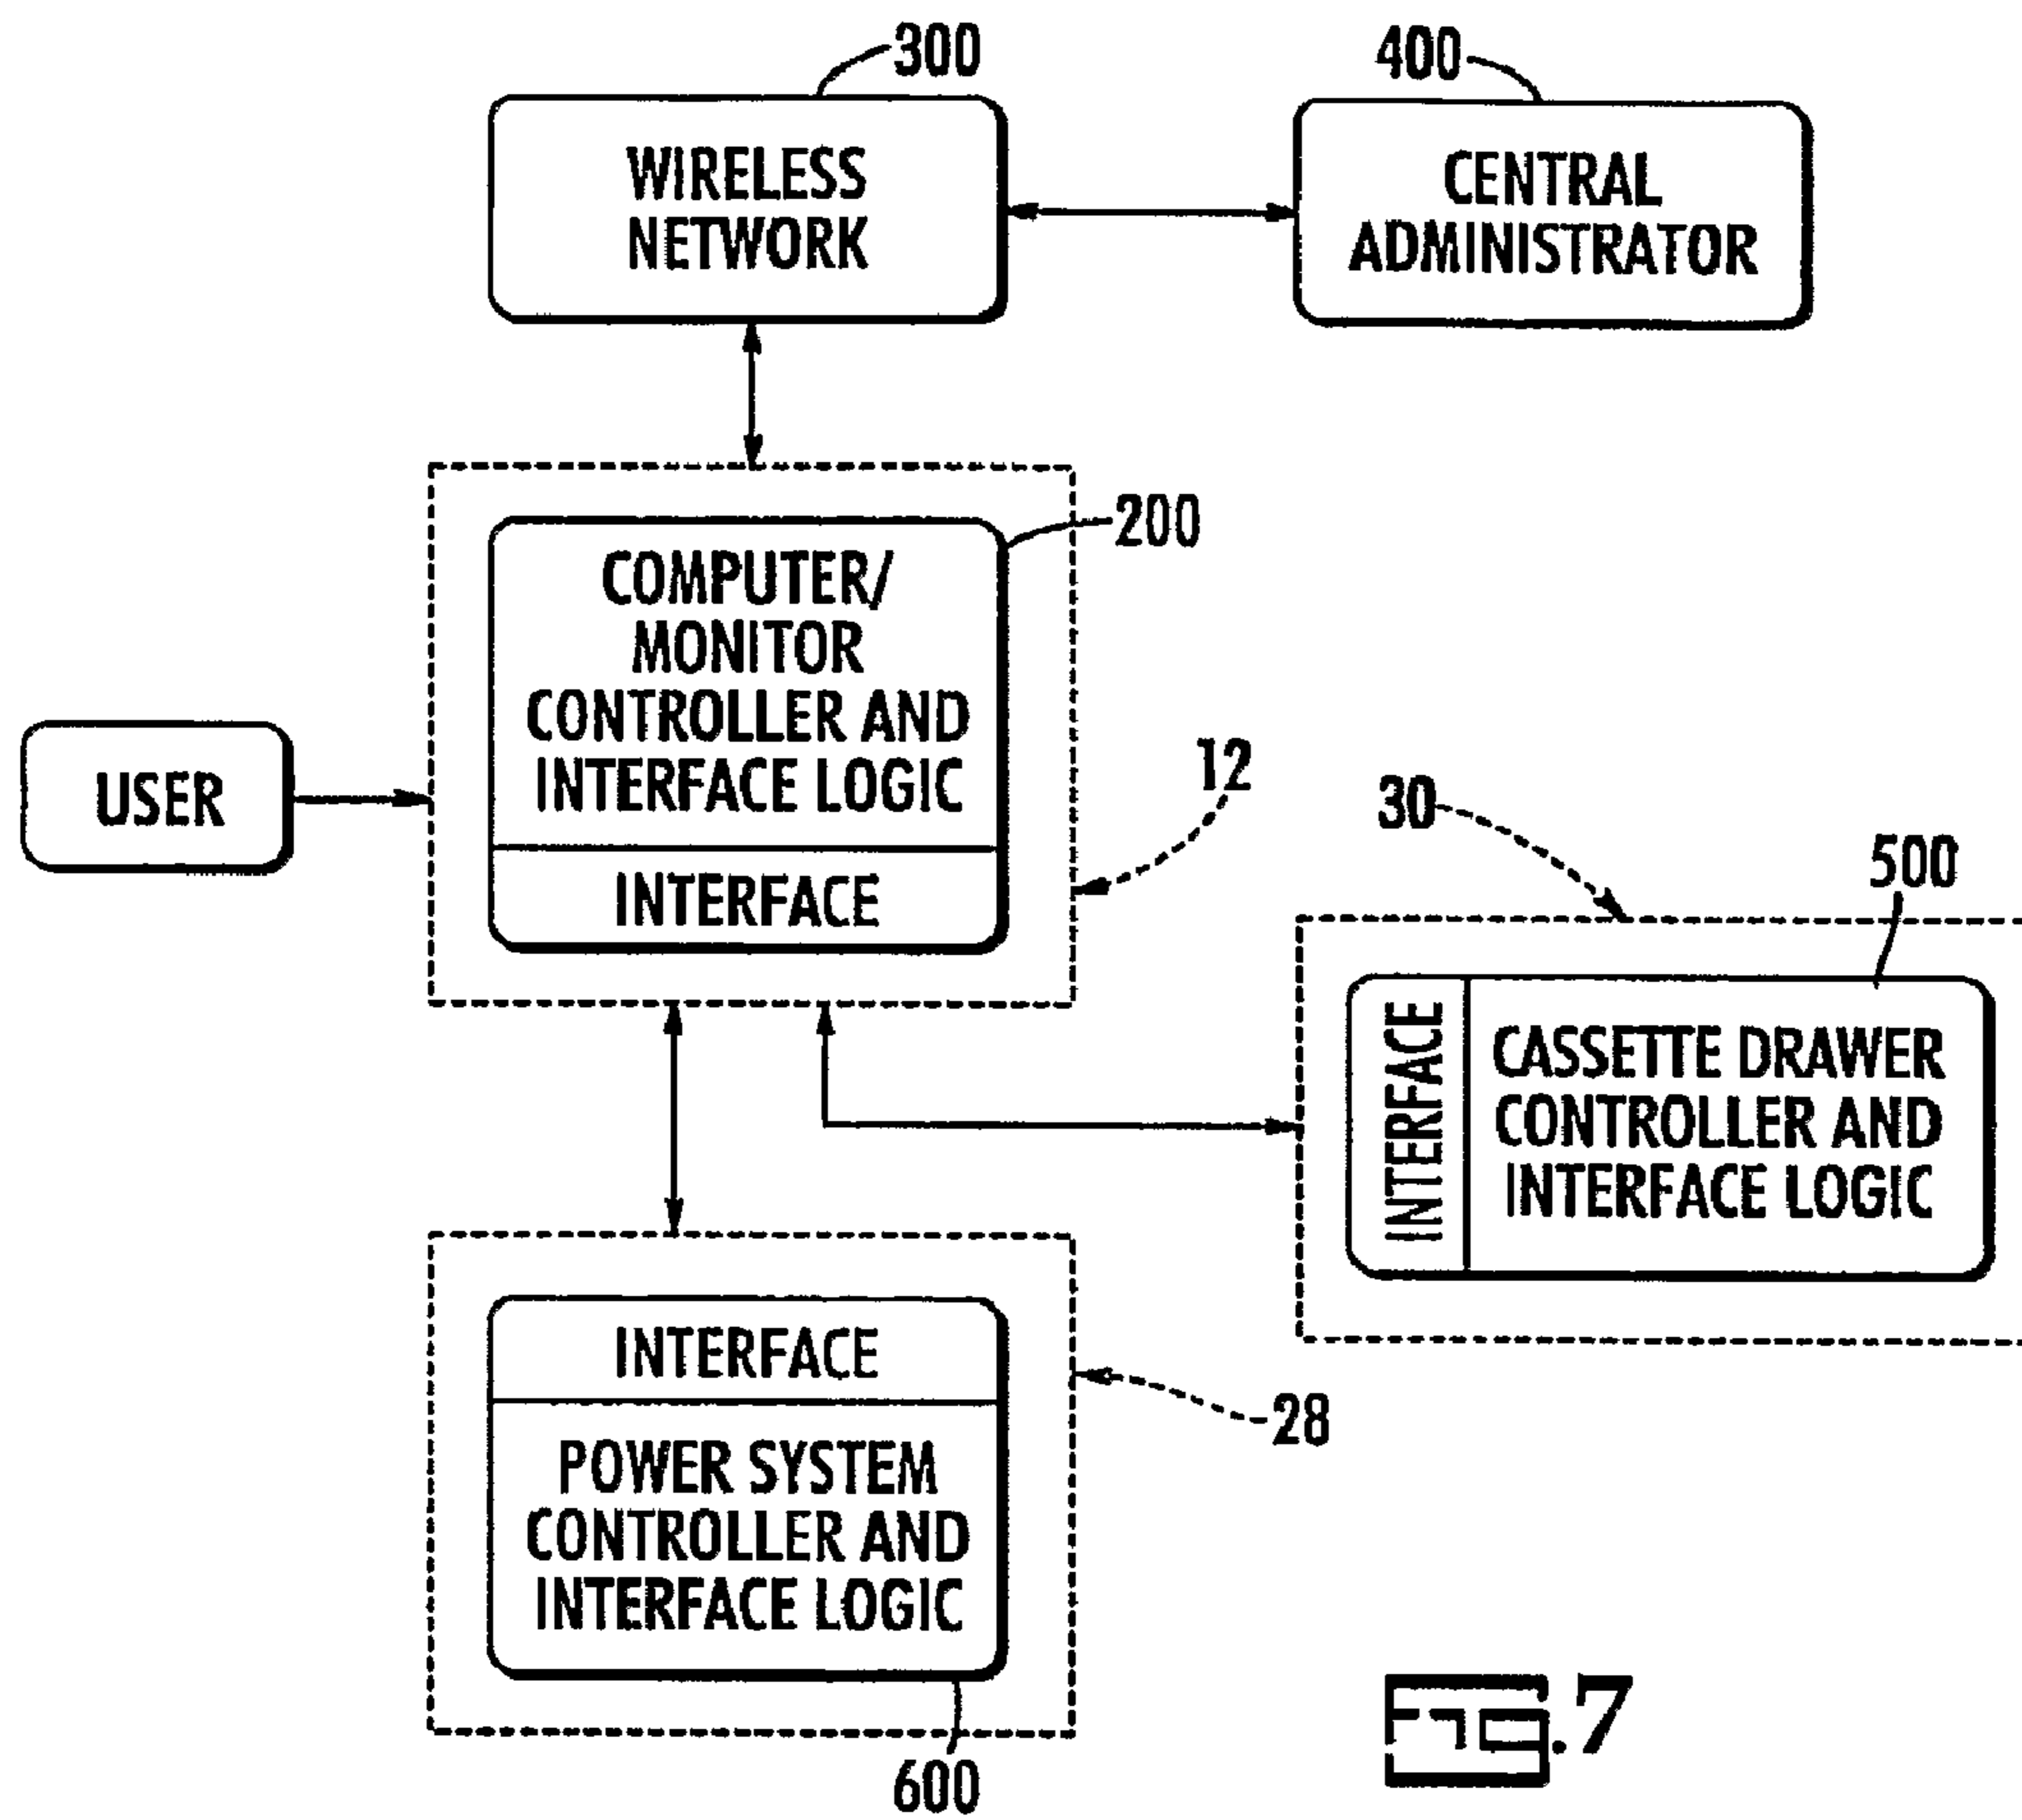 300
400
WIRELESS
NETWORK
CENTRAL
ADMINISTRATOR
200
COMPUTER/
MONITOR
CONTROLLER AND
INTERFACE LOGIC
INTERFACE
USER
12
30
500
INTERFACE
CASSETTE DRAWER
CONTROLLER AND
INTERFACE LOGIC
INTERFACE
POWER SYSTEM
CONTROLLER AND
INTERFACE LOGIC
28
600
FIG.7